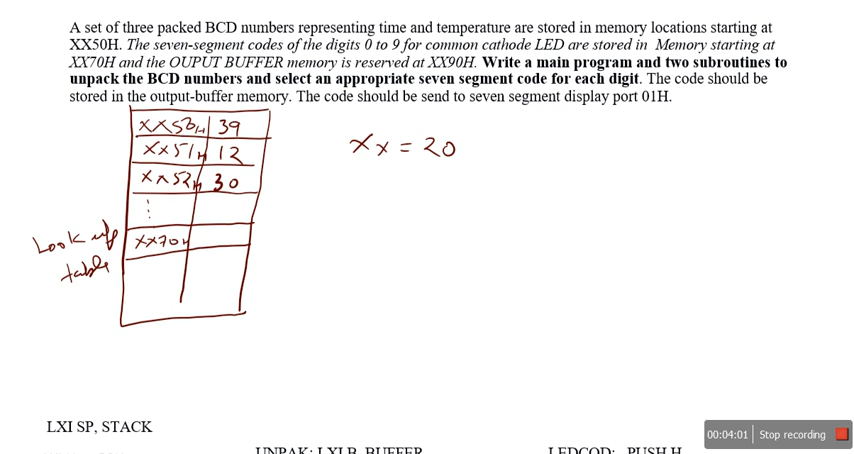 A set of three packed BCD numbers representing time and temperature are stored in memory locations starting at
XX50H. The seven-segment codes of the digits 0 to 9 for common cathode LED are stored in Memory starting at
XX70H and the OUPUT BUFFER memory is reserved at XX90H. Write a main program and two subroutines to
unpack the BCD numbers and select an appropriate seven segment code for each digit. The code should be
stored in the output-buffer memory. The code should be send to seven segment display port 01H.
XX50H 39
XX51H 12
XX52H 30
XX = 20
Look up
table
XX70H
LXI SP, STACK
UNPAK: LXI B, BUFFER
LEDCOD: PUSH H
00:04:01 Stop recording